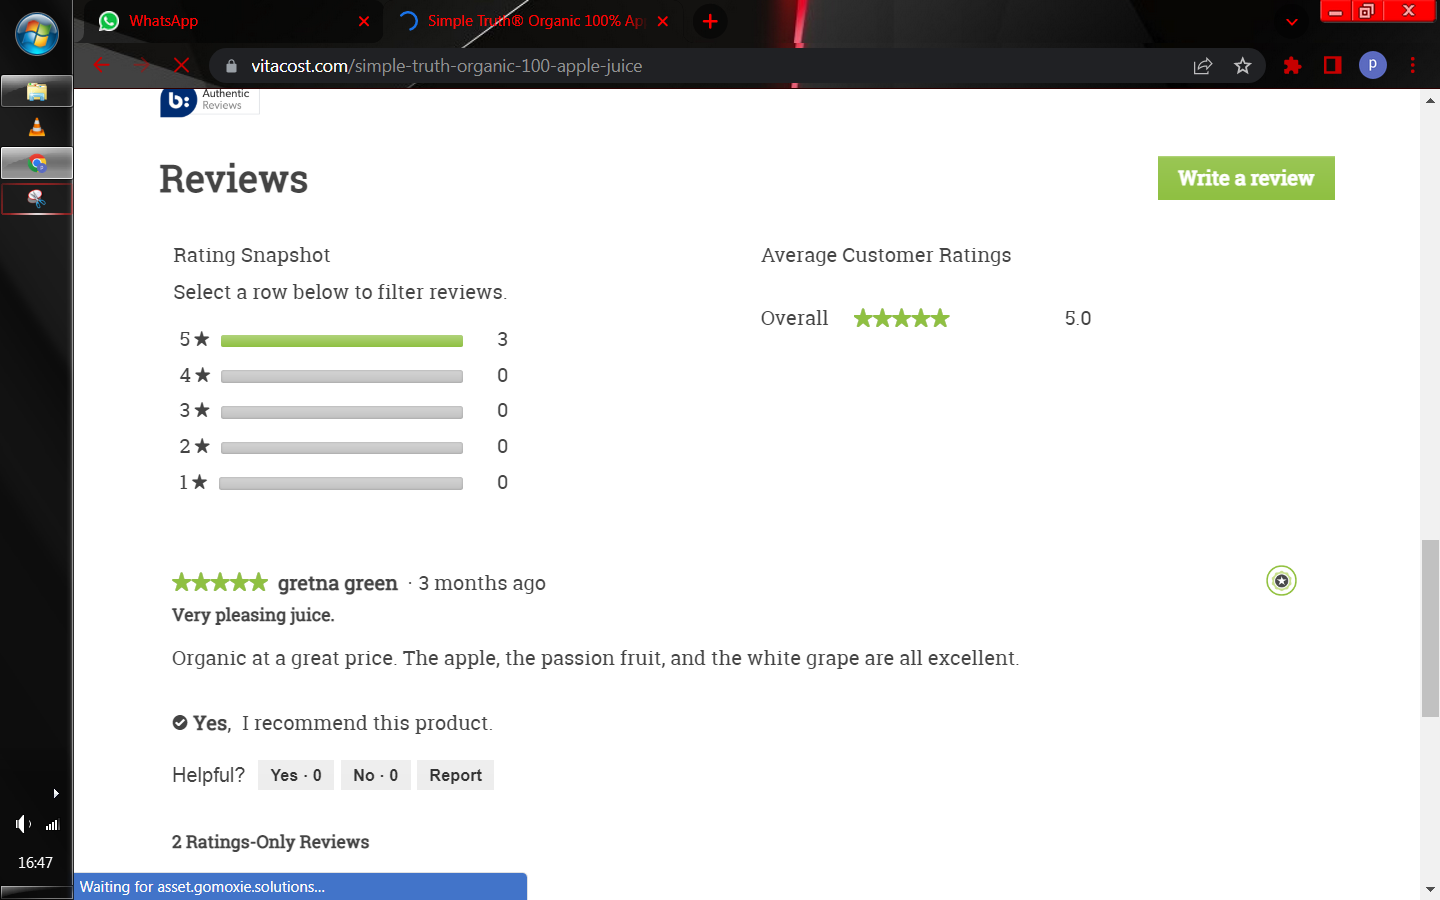 WhatsApp
Simple Truth® Organic 100% Ap
vitacost.com/simple-truth-organic-100-apple-juice
p
b: Authentic
Reviews
Reviews
Write a review
Rating Snapshot
Average Customer Ratings
Select a row below to filter reviews.
Overall ★★★★★ 5.0
5★ 3
4★ 0
3★ 0
2★ 0
1★ 0
★★★★★ gretna green · 3 months ago
Very pleasing juice.
Organic at a great price. The apple, the passion fruit, and the white grape are all excellent.
Yes, I recommend this product.
Helpful? Yes · 0 No · 0 Report
2 Ratings-Only Reviews
16:47
Waiting for asset.gomoxie.solutions...